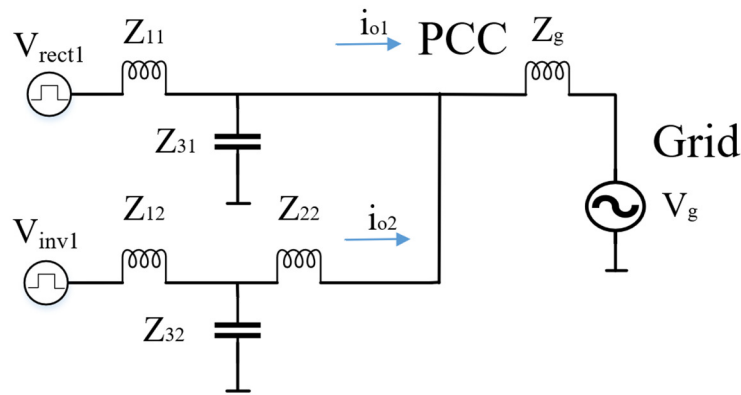 Vrect1
Z11
io1
PCC
Zg
Z31
Grid
Vg
Vinv1
Z12
Z22
io2
Z32